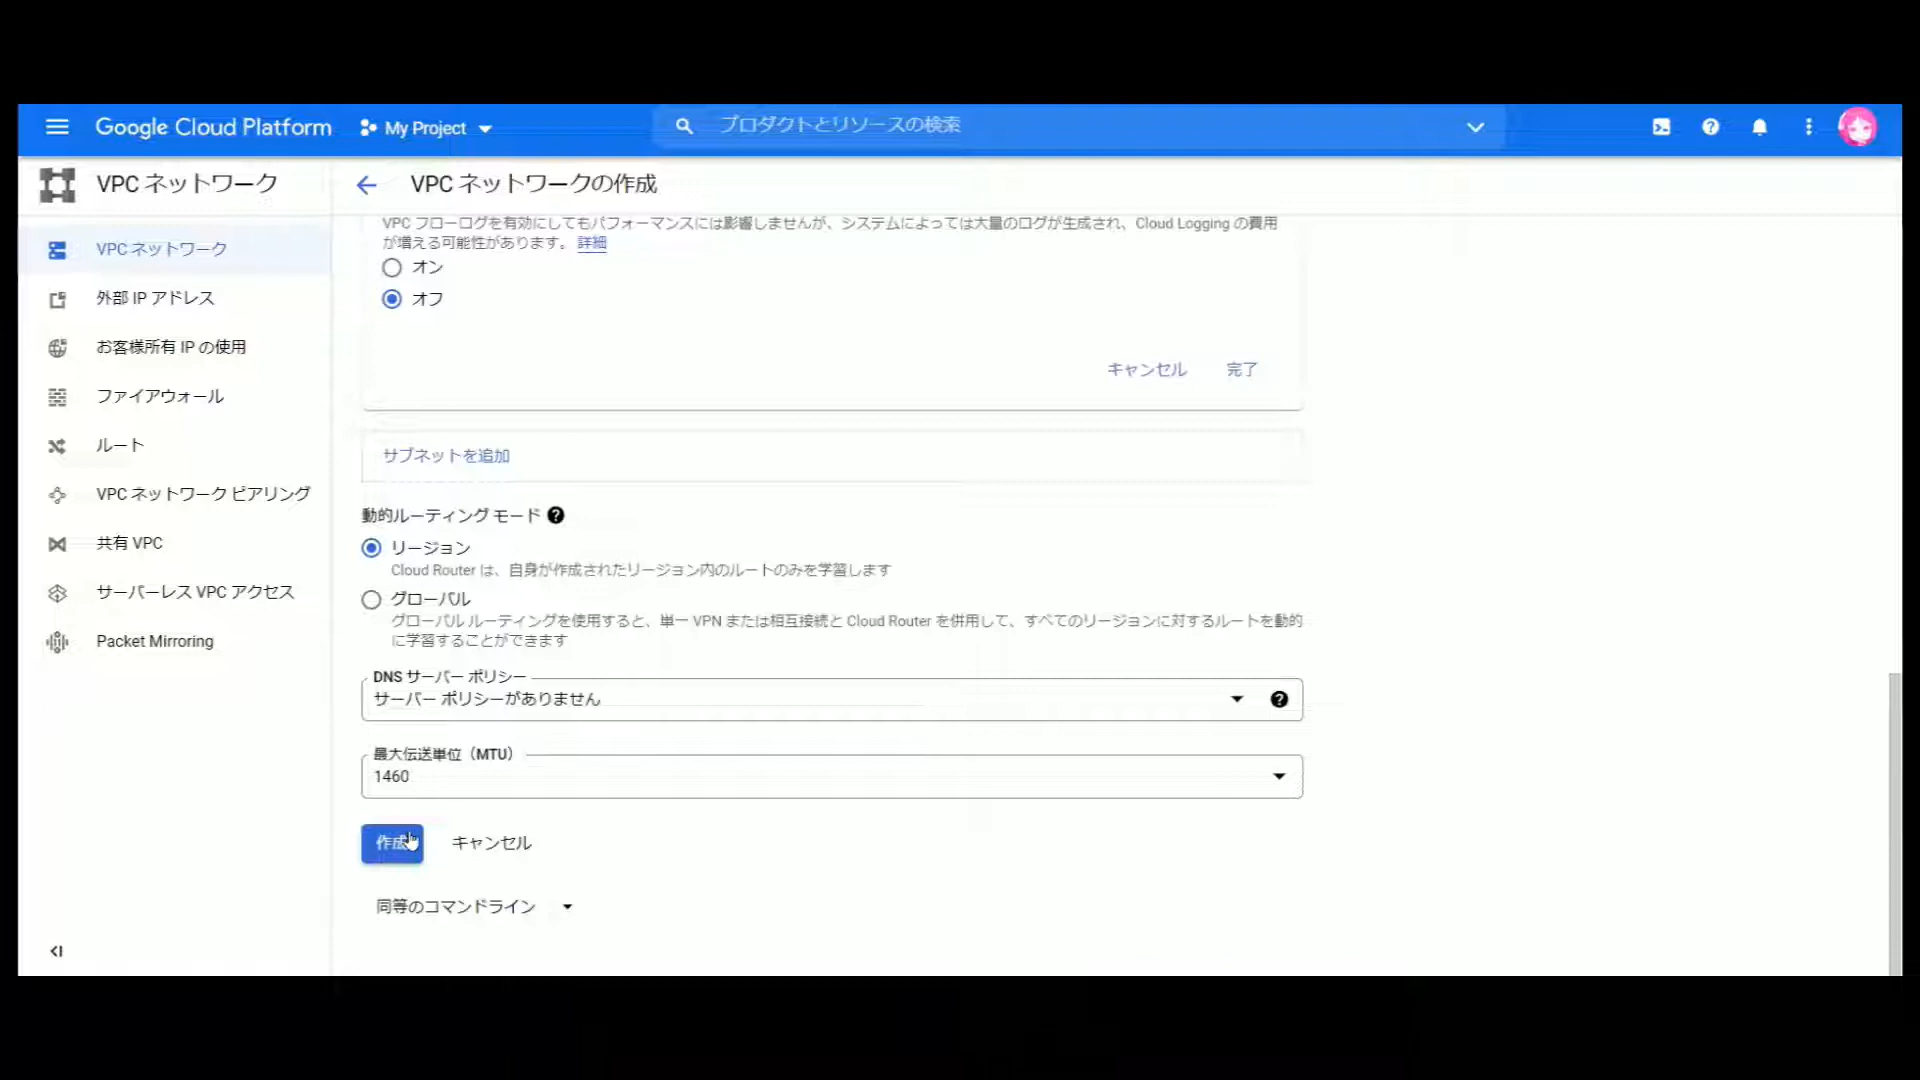 Google Cloud Platform
My Project
プロダクトとリソースの検索
VPC ネットワーク
VPC ネットワークの作成
VPC ネットワーク
外部 IP アドレス
お客様所有 IP の使用
ファイアウォール
ルート
VPC ネットワーク ピアリング
共有 VPC
サーバーレス VPC アクセス
Packet Mirroring
VPC フローログを有効にしてもパフォーマンスには影響しませんが、システムによっては大量のログが生成され、Cloud Logging の費用
が増える可能性があります。 詳細
オン
オフ
キャンセル 完了
サブネットを追加
動的ルーティング モード
リージョン
Cloud Router は、自身が作成されたリージョン内のルートのみを学習します
グローバル
グローバル ルーティングを使用すると、単一 VPN または相互接続と Cloud Router を併用して、すべてのリージョンに対するルートを動的
に学習することができます
DNS サーバー ポリシー
サーバー ポリシーがありません
最大伝送単位（MTU）
1460
作成 キャンセル
同等のコマンドライン